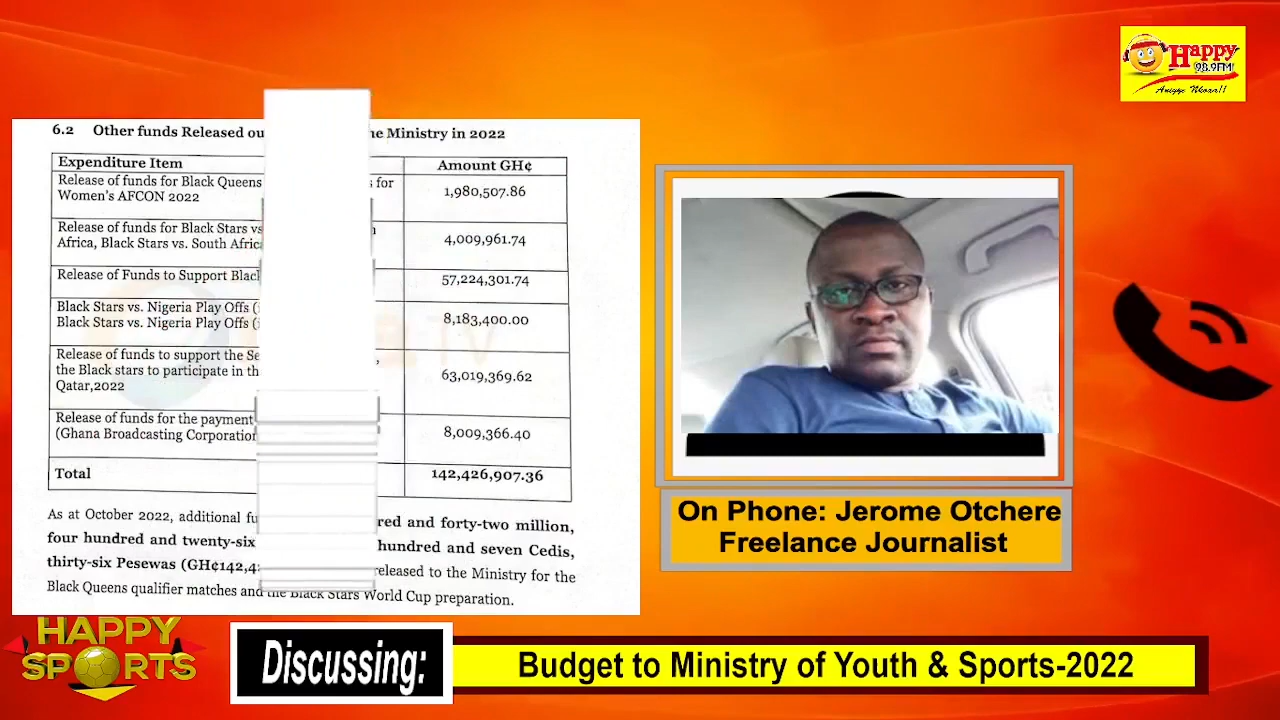 Happy
98.9FM
Anigye Nkoaa!!
6.2 Other funds Released ne Ministry in 2022
Expenditure Item Amount GH¢
Release of funds for Black Queens for
Women's AFCON 2022 1,980,507.86
Release of funds for Black Stars vs
Africa, Black Stars vs. South 4,009,961.74
Release of Funds to Support 57,224,301.74
Black Stars vs. Nigeria Play Offs
Black Stars vs. Nigeria Play Offs 8,183,400.00
Release of funds to support the
the Black stars to participate in
Qatar,2022 63,019,369.62
Release of funds for the payment
(Ghana Broadcasting 8,009,366.40
Total 142,426,907.36
As at October 2022, additional red and forty-two million,
four hundred and twenty-six hundred and seven Cedis,
thirty-six Pesewas (GH¢142,4 released to the Ministry for the
Black Queens qualifier matches and the Black Stars World Cup preparation.
TV
On Phone: Jerome Otchere
Freelance Journalist
HAPPY
SPORTS
Discussing:
Budget to Ministry of Youth & Sports-2022